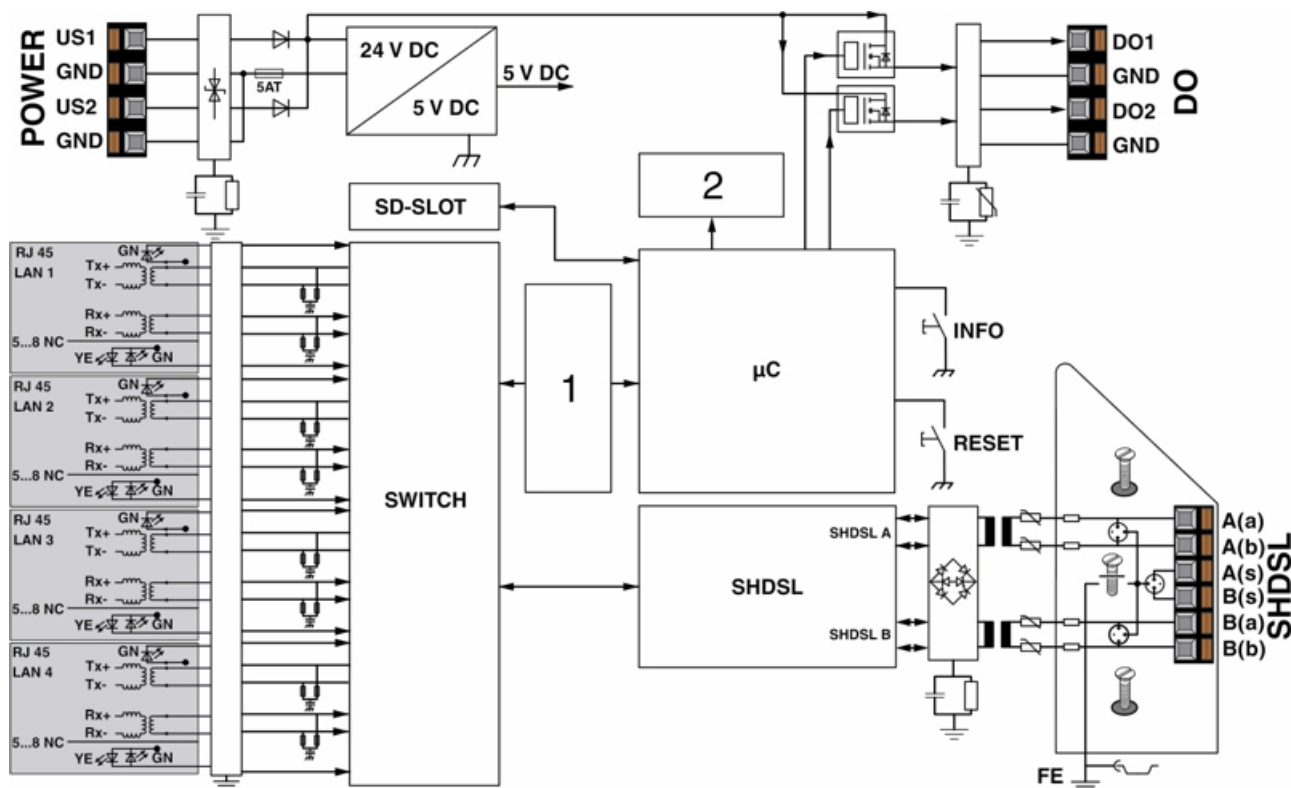 POWER
US1
GND
US2
GND
5AT
24 V DC
5 V DC
5 V DC
DO1
GND
DO2
GND
DO
SD-SLOT
2
RJ 45
LAN 1
GN
Tx+
Tx-
Rx+
Rx-
5...8 NC
YE
GN
RJ 45
LAN 2
GN
Tx+
Tx-
Rx+
Rx-
5...8 NC
YE
GN
RJ 45
LAN 3
GN
Tx+
Tx-
Rx+
Rx-
5...8 NC
YE
GN
RJ 45
LAN 4
GN
Tx+
Tx-
Rx+
Rx-
5...8 NC
YE
GN
SWITCH
1
µC
INFO
RESET
SHDSL A
SHDSL
SHDSL B
A(a)
A(b)
A(s)
B(s)
B(a)
B(b)
SHDSL
FE